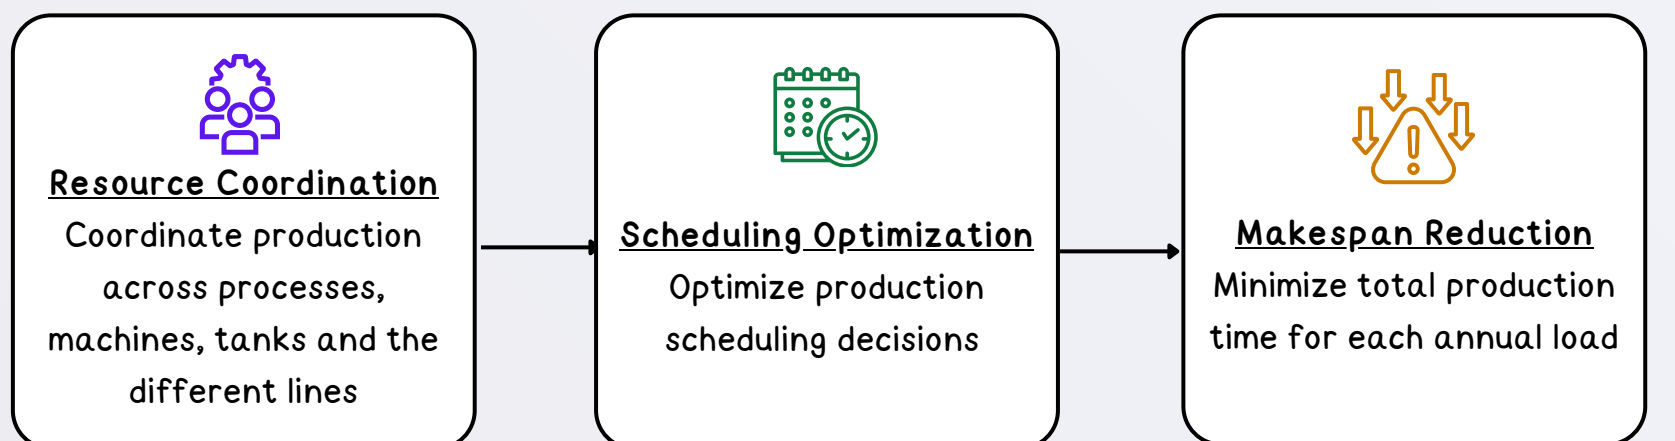 Resource Coordination
Coordinate production
across processes,
machines, tanks and the
different lines
Scheduling Optimization
Optimize production
scheduling decisions
Makespan Reduction
Minimize total production
time for each annual load